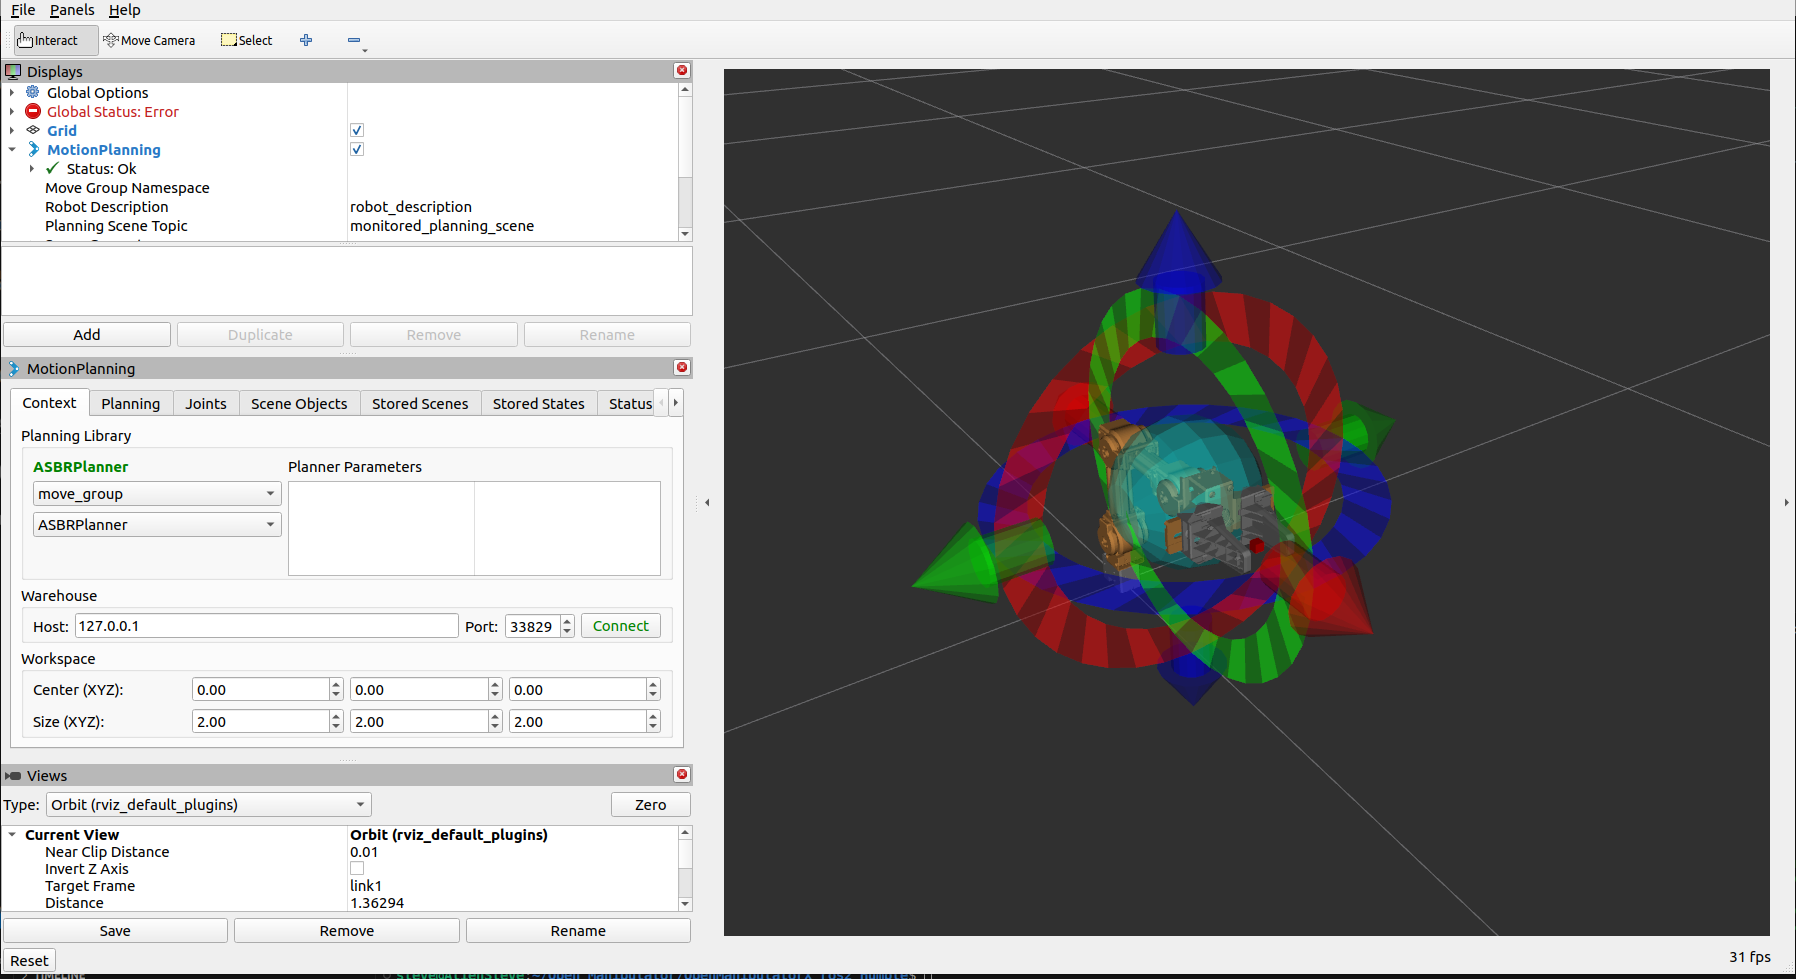 File Panels Help
Interact Move Camera Select
Displays
Global Options
Global Status: Error
Grid
MotionPlanning
Status: Ok
Move Group Namespace
Robot Description robot_description
Planning Scene Topic monitored_planning_scene
Add Duplicate Remove Rename
MotionPlanning
Context Planning Joints Scene Objects Stored Scenes Stored States Status
Planning Library
ASBRPlanner Planner Parameters
move_group
ASBRPlanner
Warehouse
Host: 127.0.0.1 Port: 33829 Connect
Workspace
Center (XYZ): 0.00 0.00 0.00
Size (XYZ): 2.00 2.00 2.00
Views
Type: Orbit (rviz_default_plugins) Zero
Current View Orbit (rviz_default_plugins)
Near Clip Distance 0.01
Invert Z Axis
Target Frame link1
Distance 1.36294
Save Remove Rename
Reset 31 fps